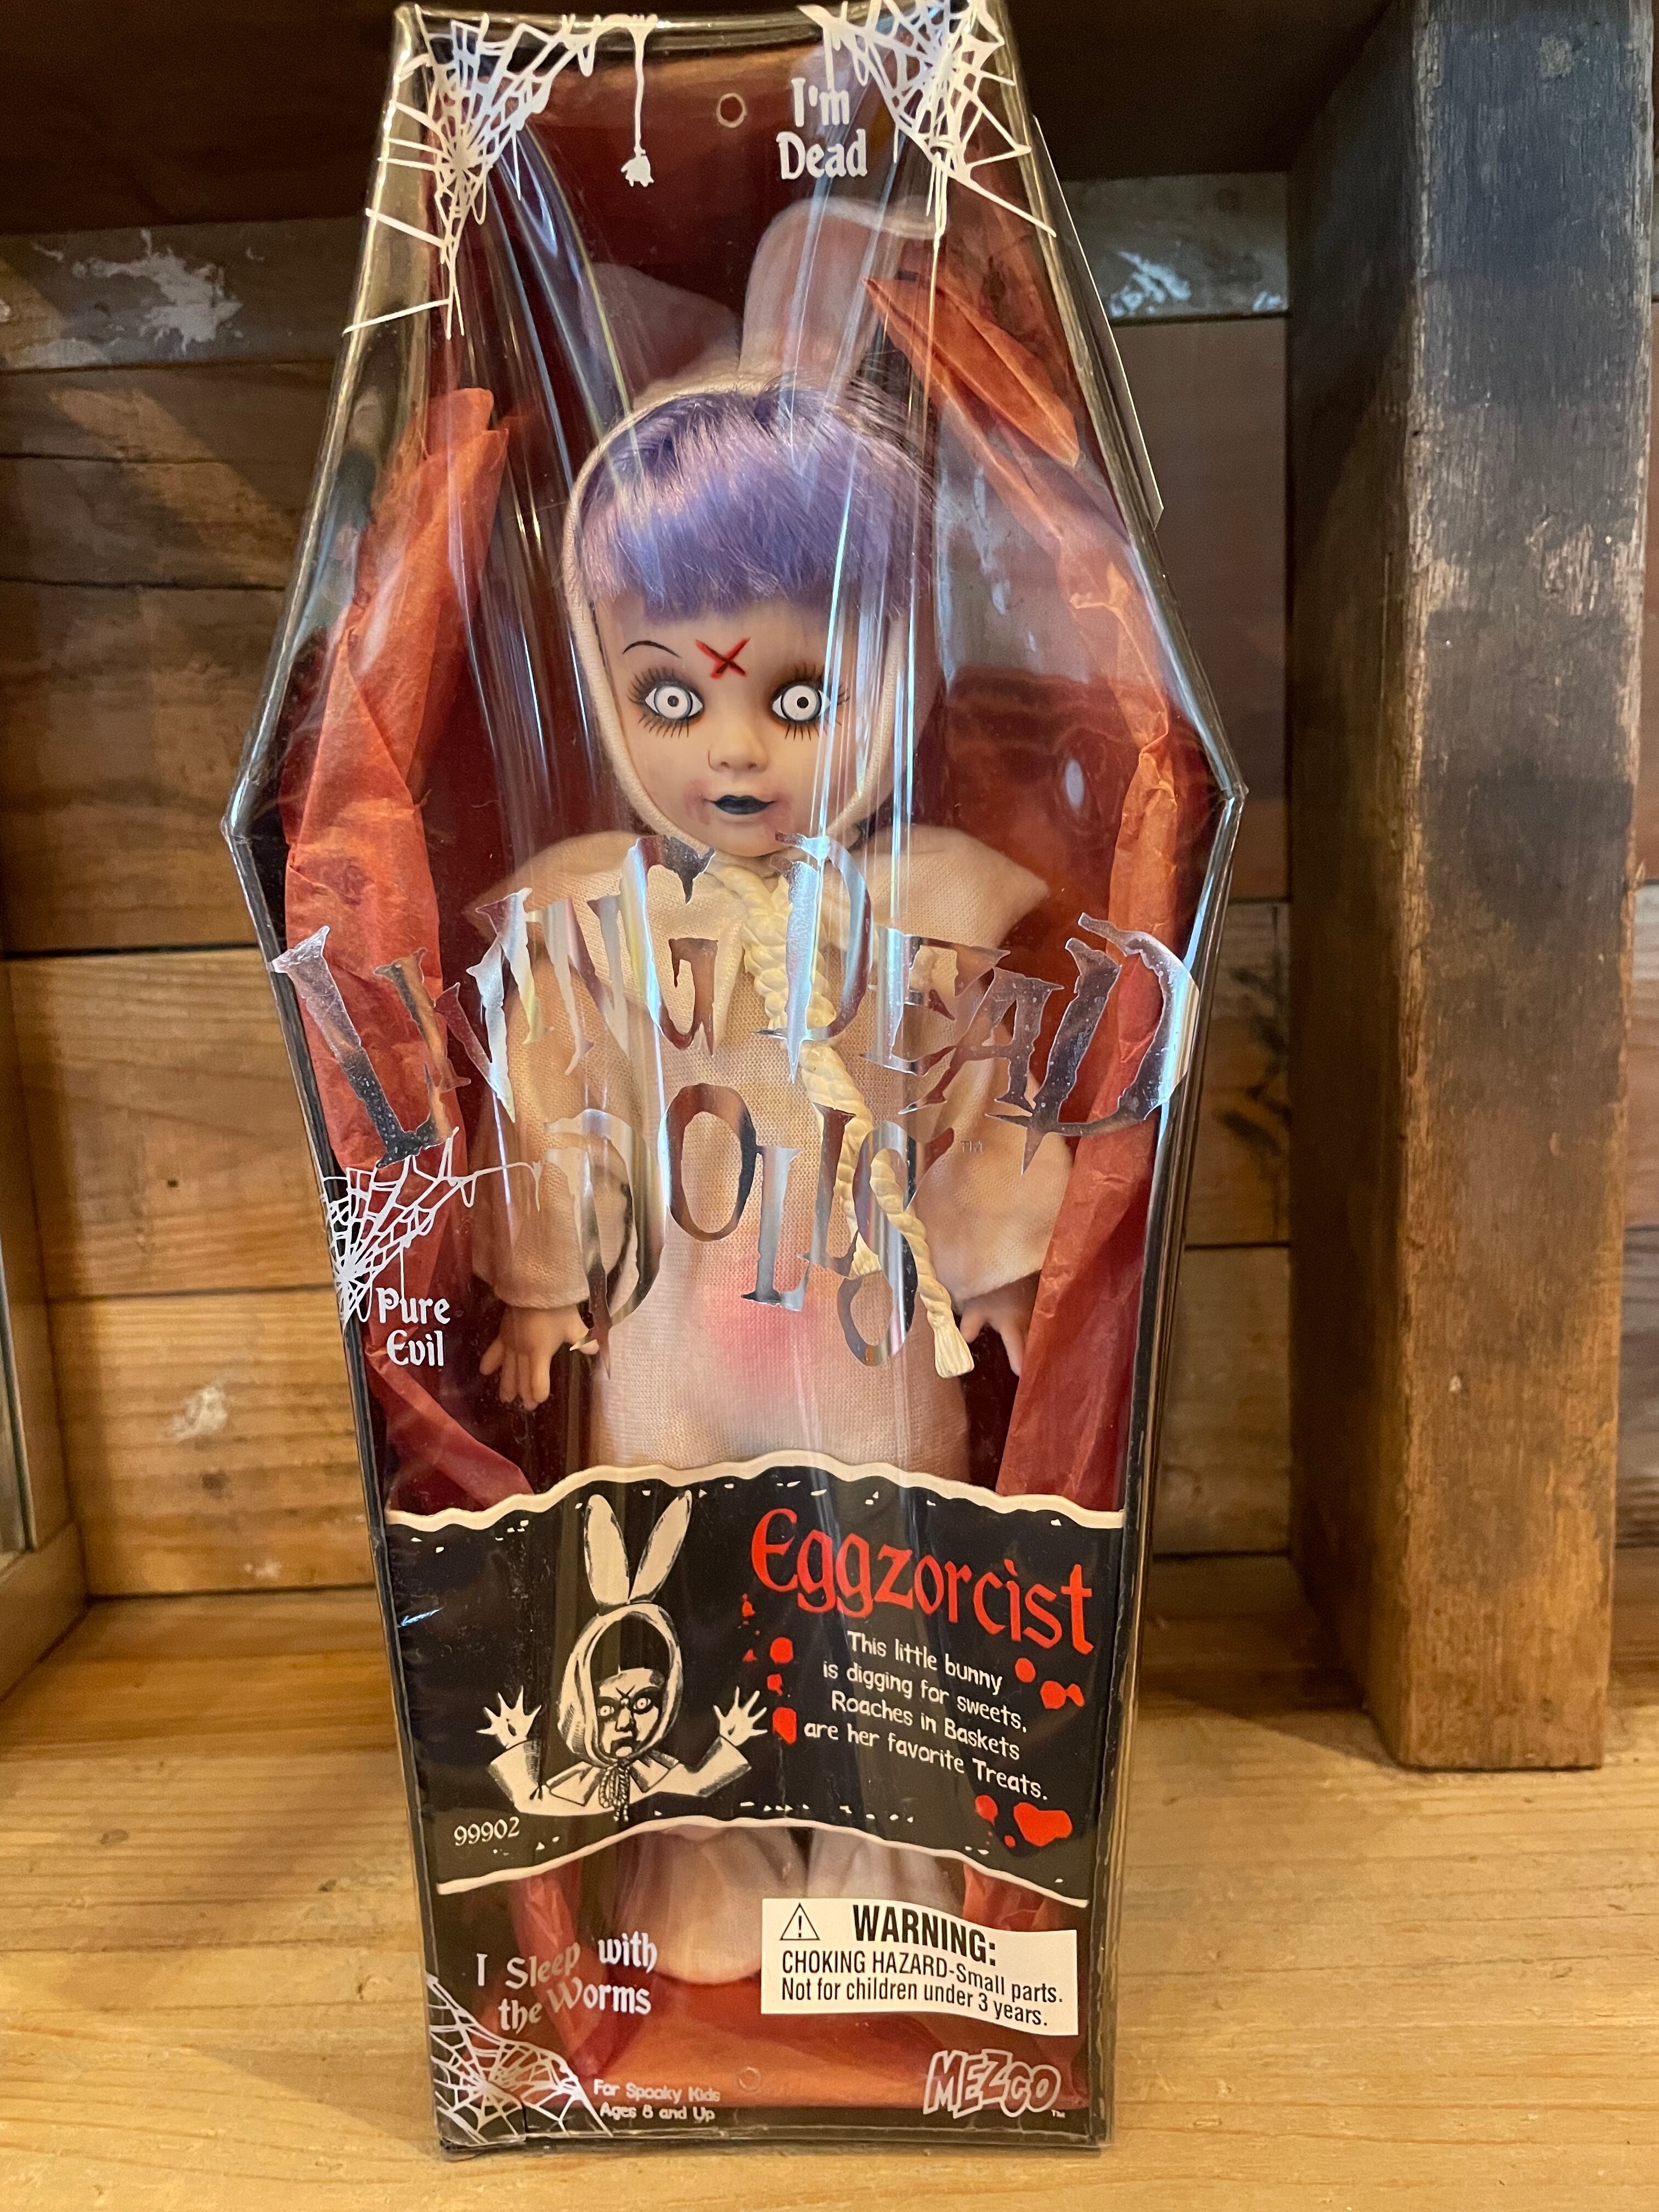 I'm
Dead
Living Dead
Dolls™
Pure
Evil
Eggzorcist
This little bunny
is digging for sweets.
Roaches in Baskets
are her favorite Treats.
99902
⚠ WARNING:
CHOKING HAZARD-Small parts.
Not for children under 3 years.
I Sleep with
the Worms
For Spooky Kids
Ages 8 and Up
MEZCO™